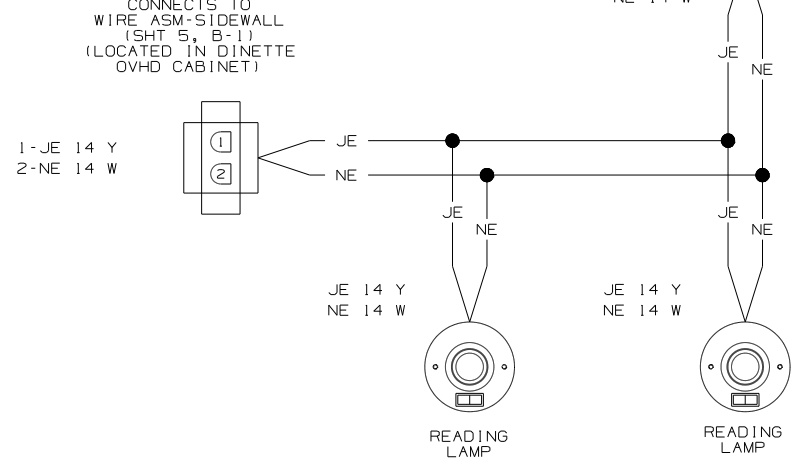 CONNECTS TO
WIRE ASM-SIDEWALL
(SHT 5, B-1)
(LOCATED IN DINETTE
OVHD CABINET)
NE 14 W
JE
NE
1-JE 14 Y
2-NE 14 W
1
2
JE
NE
JE
NE
JE
NE
JE 14 Y
NE 14 W
JE 14 Y
NE 14 W
READING
LAMP
READING
LAMP